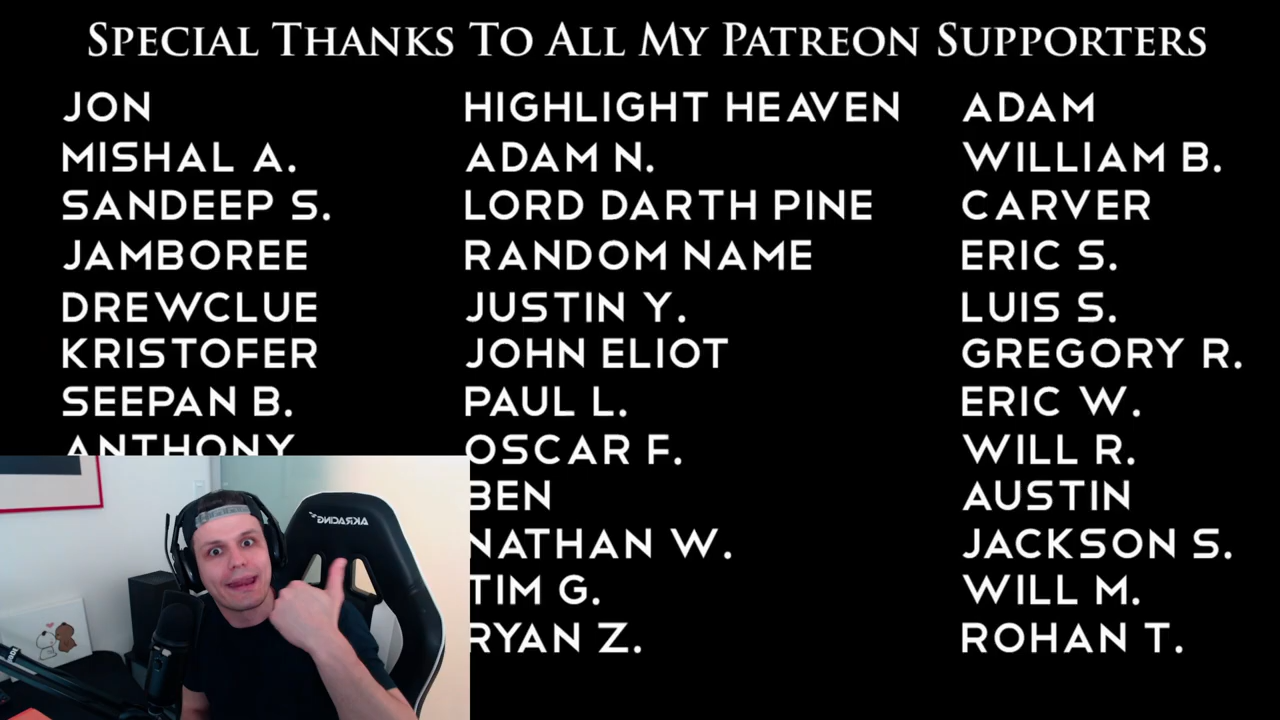 SPECIAL THANKS TO ALL MY PATREON SUPPORTERS
JON
MISHAL A.
SANDEEP S.
JAMBOREE
DREWCLUE
KRISTOFER
SEEPAN B.
ANTHONY
HIGHLIGHT HEAVEN
ADAM N.
LORD DARTH PINE
RANDOM NAME
JUSTIN Y.
JOHN ELIOT
PAUL L.
OSCAR F.
BEN
NATHAN W.
TIM G.
RYAN Z.
ADAM
WILLIAM B.
CARVER
ERIC S.
LUIS S.
GREGORY R.
ERIC W.
WILL R.
AUSTIN
JACKSON S.
WILL M.
ROHAN T.
AKRACING